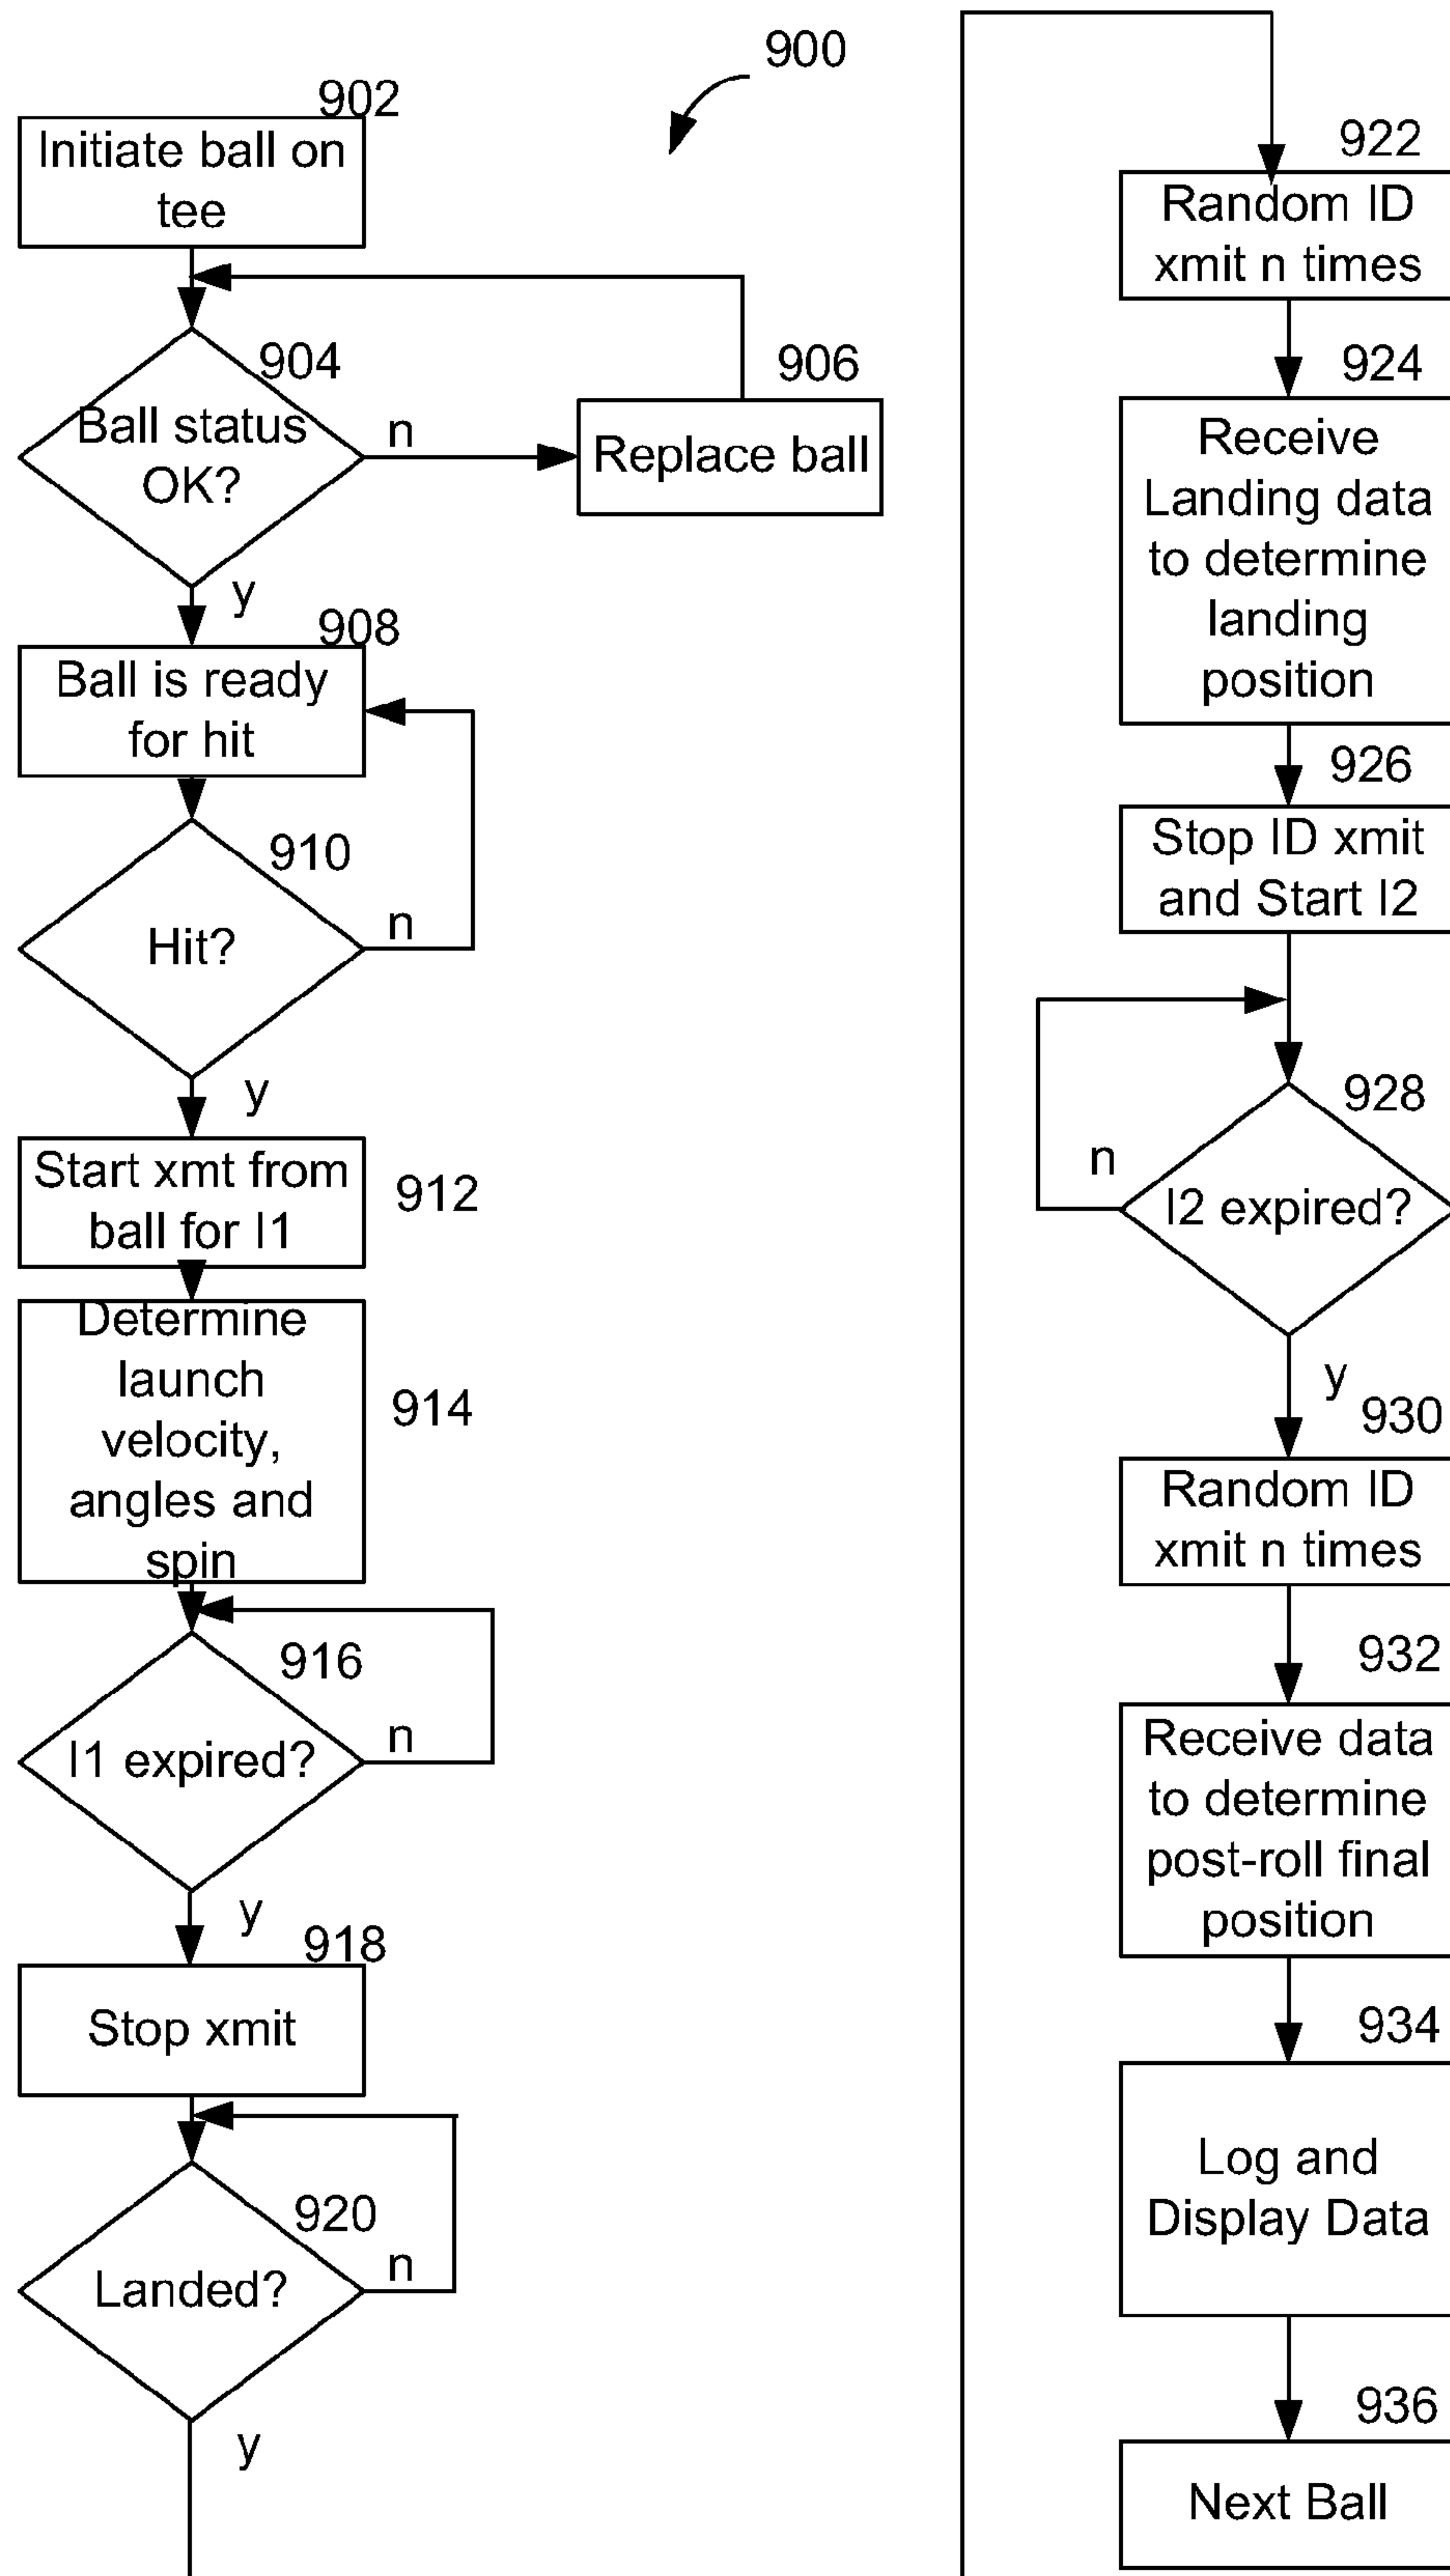 900
902
Initiate ball on
tee
904
Ball status
OK?
n
906
Replace ball
y
908
Ball is ready
for hit
910
Hit?
n
y
Start xmt from
ball for I1
912
Determine
launch
velocity,
angles and
spin
914
916
I1 expired?
n
y
918
Stop xmit
920
Landed?
n
y
922
Random ID
xmit n times
924
Receive
Landing data
to determine
landing
position
926
Stop ID xmit
and Start I2
928
n
I2 expired?
y
930
Random ID
xmit n times
932
Receive data
to determine
post-roll final
position
934
Log and
Display Data
936
Next Ball